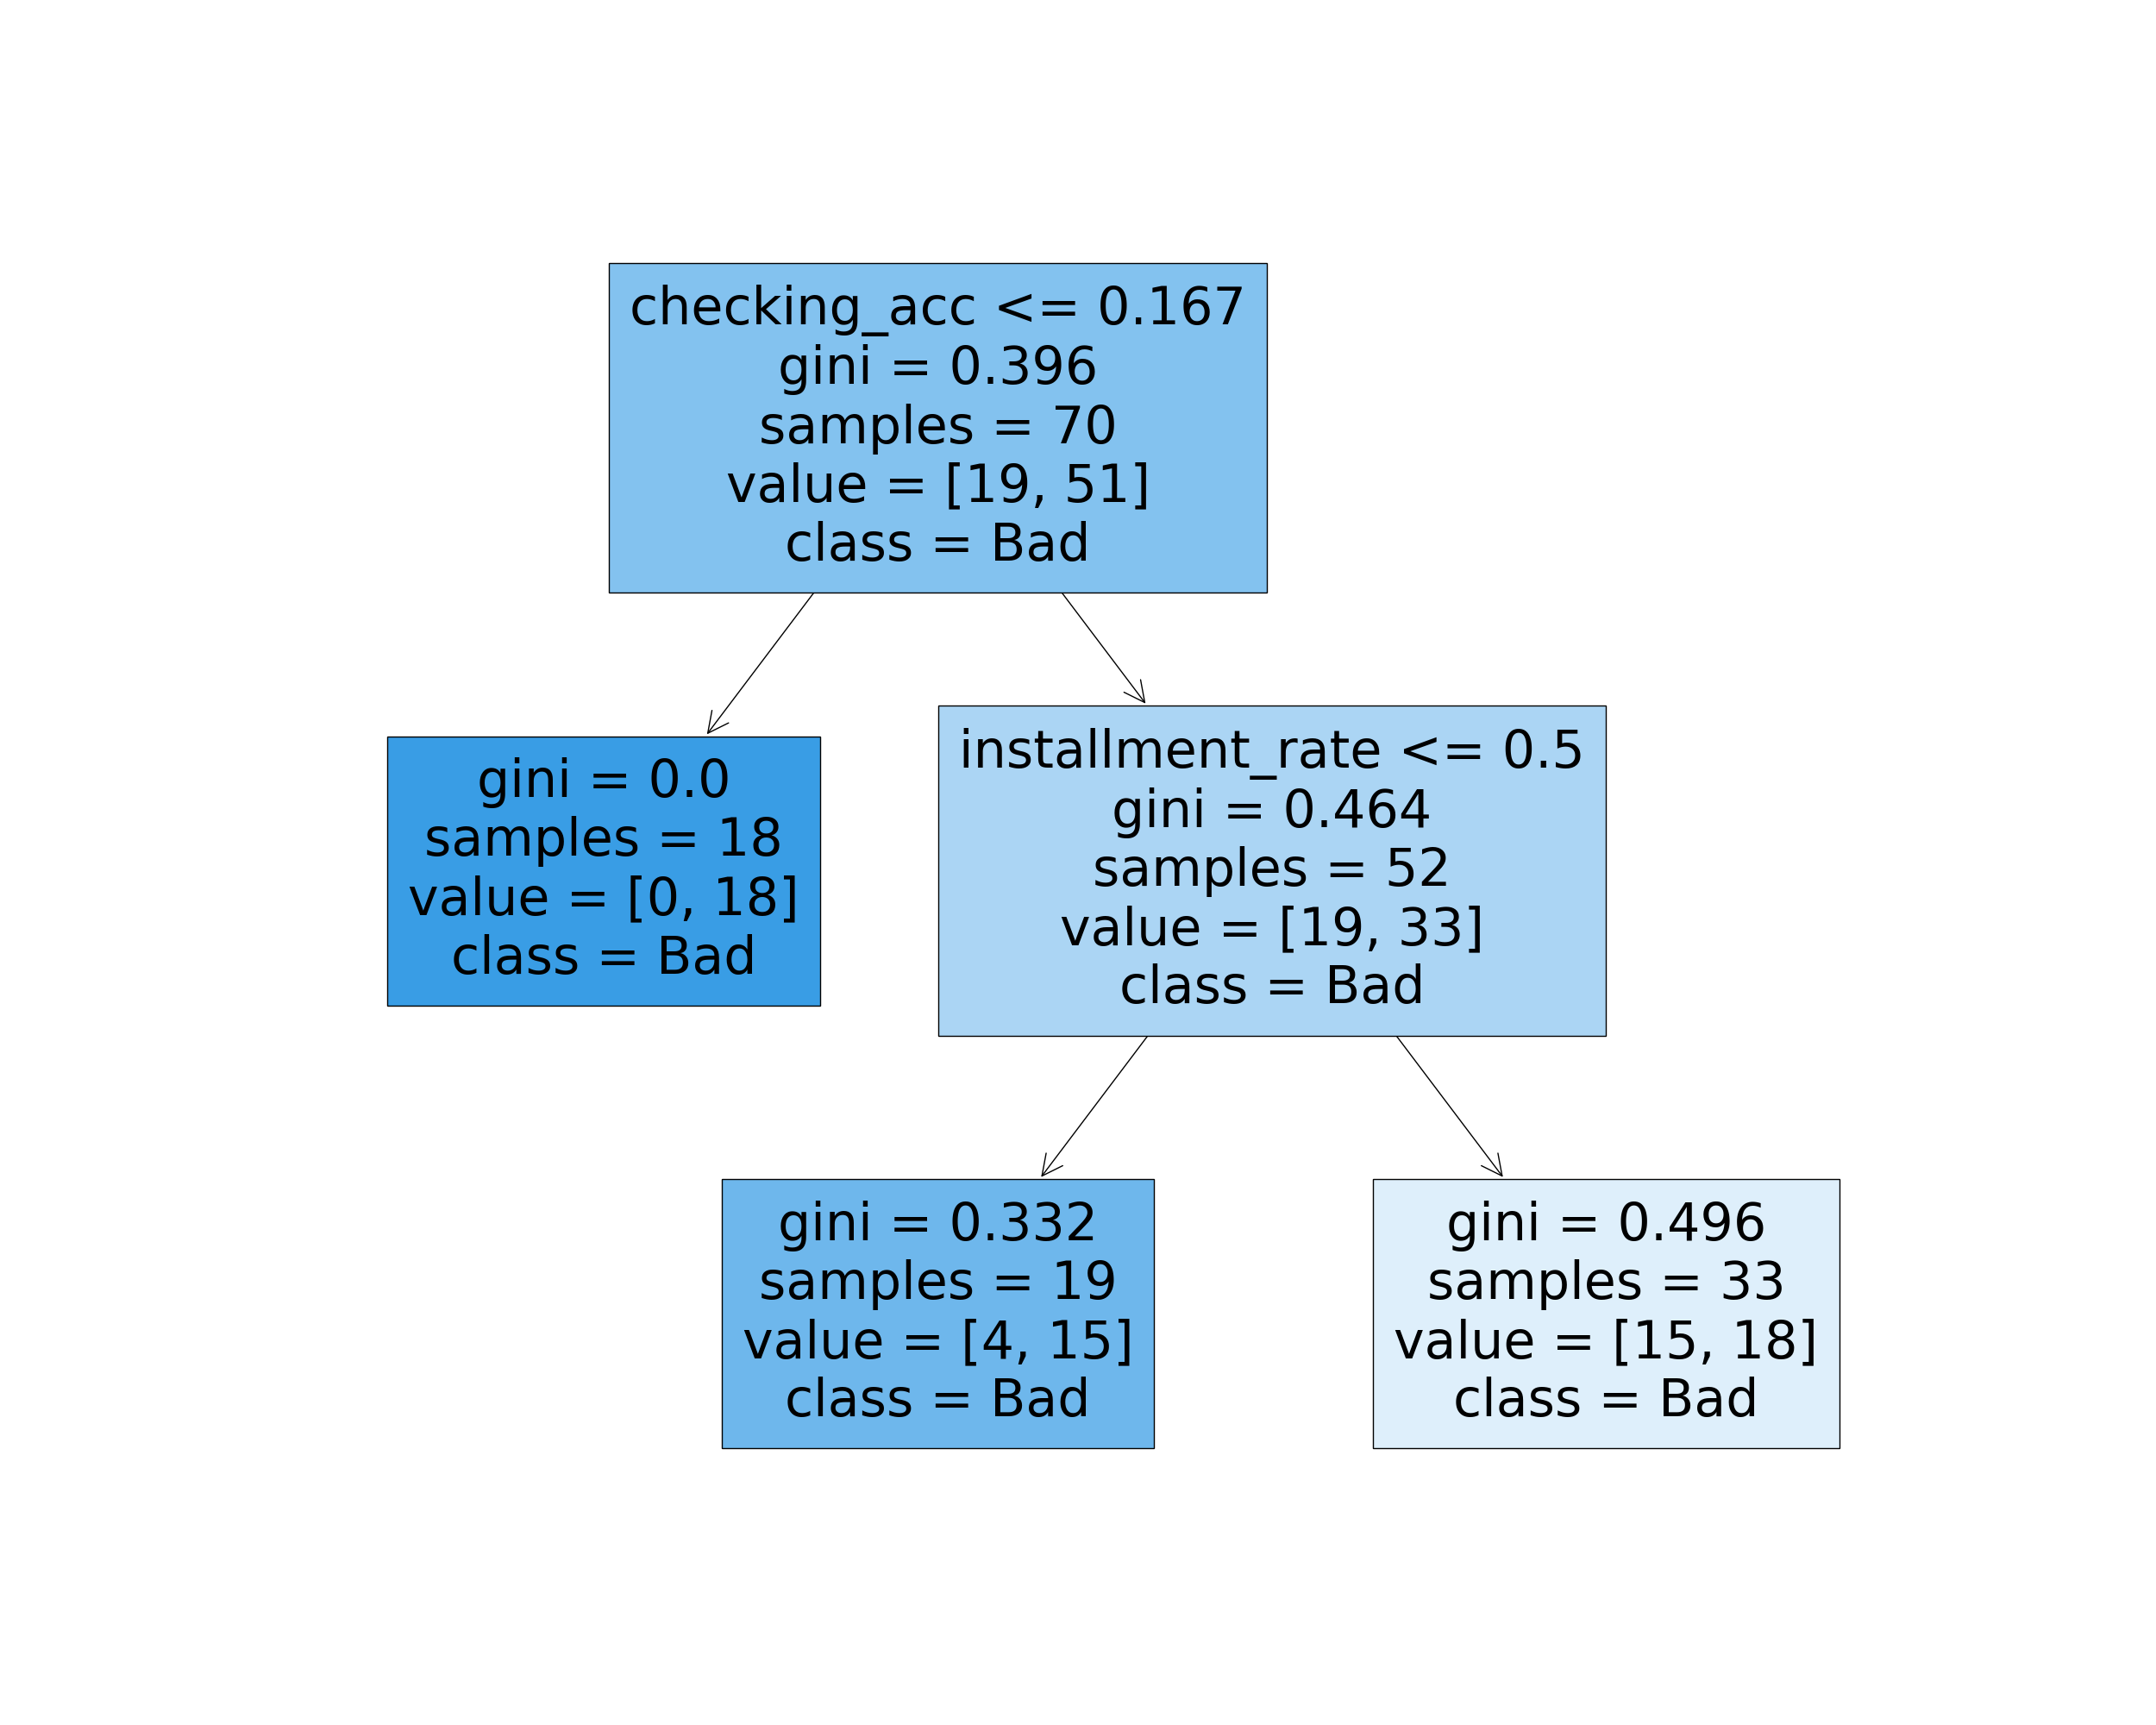 checking_acc <= 0.167
gini = 0.396
samples = 70
value = [19, 51]
class = Bad
gini = 0.0
samples = 18
value = [0, 18]
class = Bad
installment_rate <= 0.5
gini = 0.464
samples = 52
value = [19, 33]
class = Bad
gini = 0.332
samples = 19
value = [4, 15]
class = Bad
gini = 0.496
samples = 33
value = [15, 18]
class = Bad